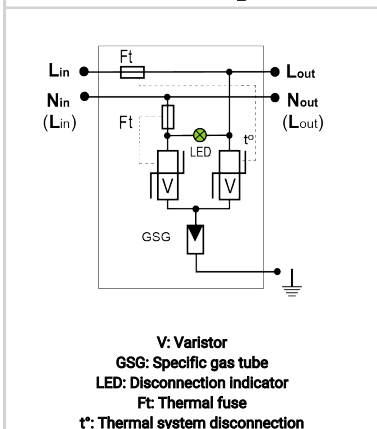 Ft
Lin Lout
Nin Nout
(Lin) Ft (Lout)
t°
LED
V V
GSG
V: Varistor
GSG: Specific gas tube
LED: Disconnection indicator
Ft: Thermal fuse
t°: Thermal system disconnection